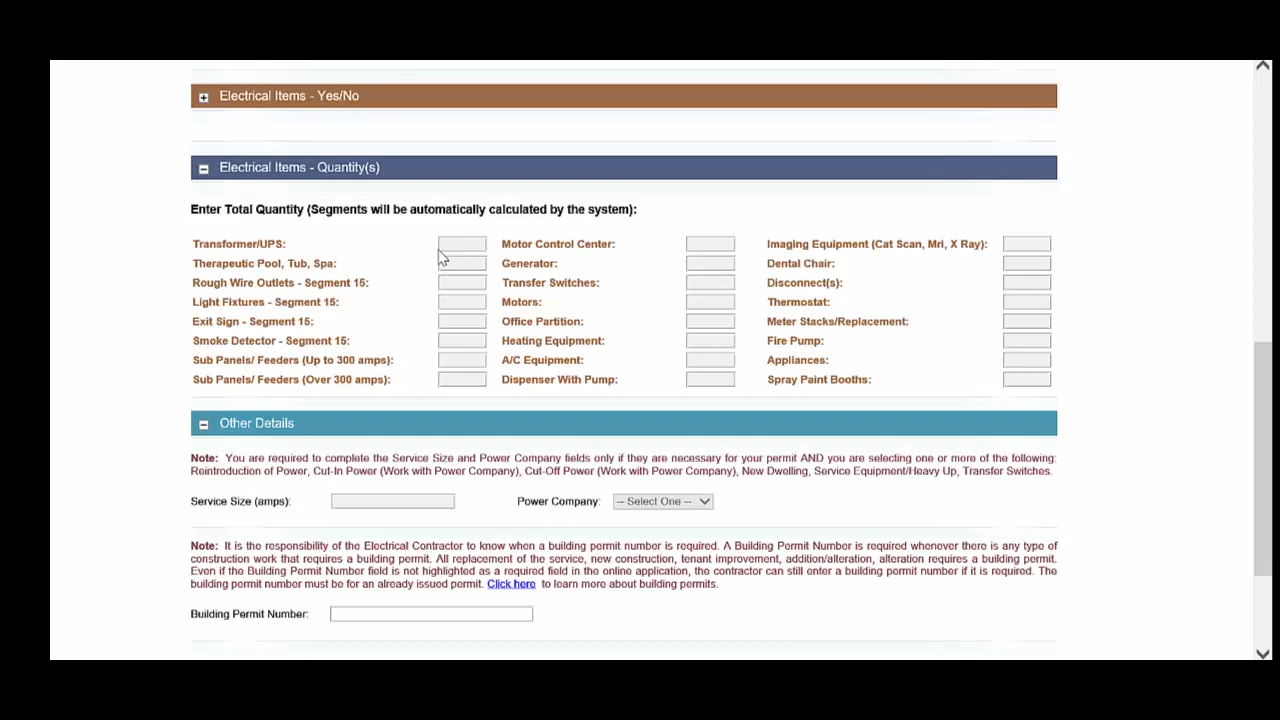 Electrical Items - Yes/No
Electrical Items - Quantity(s)
Enter Total Quantity (Segments will be automatically calculated by the system):
Transformer/UPS: Motor Control Center: Imaging Equipment (Cat Scan, Mri, X Ray):
Therapeutic Pool, Tub, Spa: Generator: Dental Chair:
Rough Wire Outlets - Segment 15: Transfer Switches: Disconnect(s):
Light Fixtures - Segment 15: Motors: Thermostat:
Exit Sign - Segment 15: Office Partition: Meter Stacks/Replacement:
Smoke Detector - Segment 15: Heating Equipment: Fire Pump:
Sub Panels/ Feeders (Up to 300 amps): A/C Equipment: Appliances:
Sub Panels/ Feeders (Over 300 amps): Dispenser With Pump: Spray Paint Booths:
Other Details
Note: You are required to complete the Service Size and Power Company fields only if they are necessary for your permit AND you are selecting one or more of the following:
Reintroduction of Power, Cut-In Power (Work with Power Company), Cut-Off Power (Work with Power Company), New Dwelling, Service Equipment/Heavy Up, Transfer Switches.
Service Size (amps): Power Company: -- Select One --
Note: It is the responsibility of the Electrical Contractor to know when a building permit number is required. A Building Permit Number is required whenever there is any type of
construction work that requires a building permit. All replacement of the service, new construction, tenant improvement, addition/alteration, alteration requires a building permit.
Even if the Building Permit Number field is not highlighted as a required field in the online application, the contractor can still enter a building permit number if it is required. The
building permit number must be for an already issued permit. Click here to learn more about building permits.
Building Permit Number: